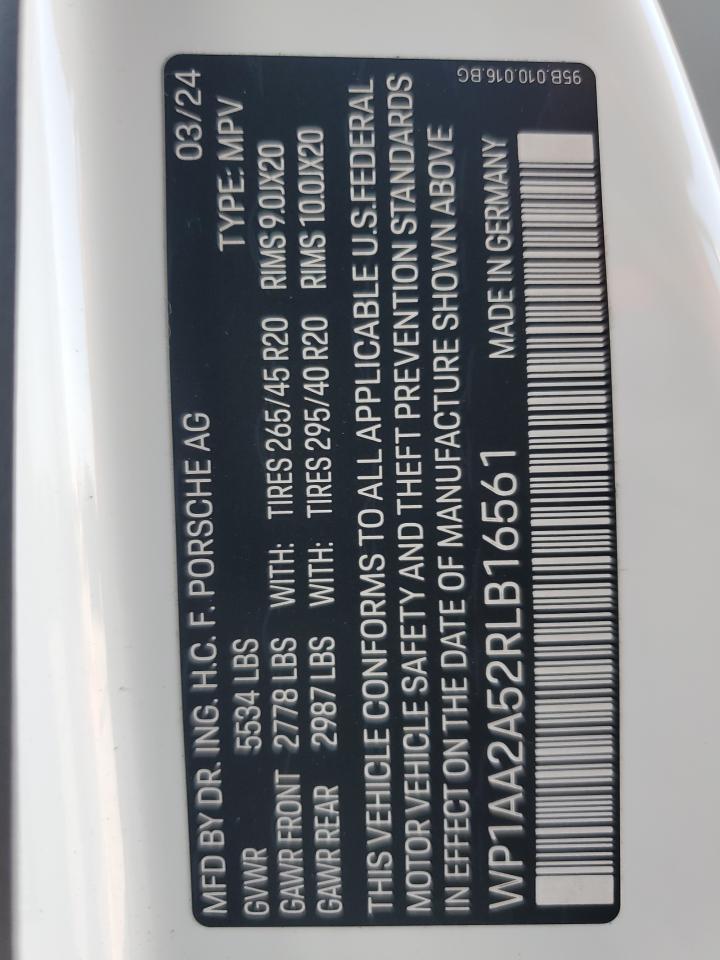 95B.010.016.BG
MFD BY DR. ING. H.C. F. PORSCHE AG 03/24
GVWR 5534 LBS TYPE: MPV
GAWR FRONT 2778 LBS WITH: TIRES 265/45 R20 RIMS 9.0JX20
GAWR REAR 2987 LBS WITH: TIRES 295/40 R20 RIMS 10.0JX20
THIS VEHICLE CONFORMS TO ALL APPLICABLE U.S.FEDERAL
MOTOR VEHICLE SAFETY AND THEFT PREVENTION STANDARDS
IN EFFECT ON THE DATE OF MANUFACTURE SHOWN ABOVE
WP1AA2A52RLB16561 MADE IN GERMANY